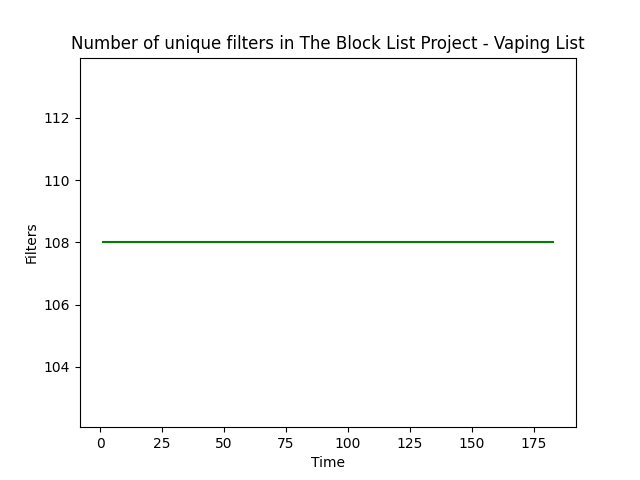 Number of unique filters in The Block List Project - Vaping List
112
110
108
106
104
Filters
0 25 50 75 100 125 150 175
Time